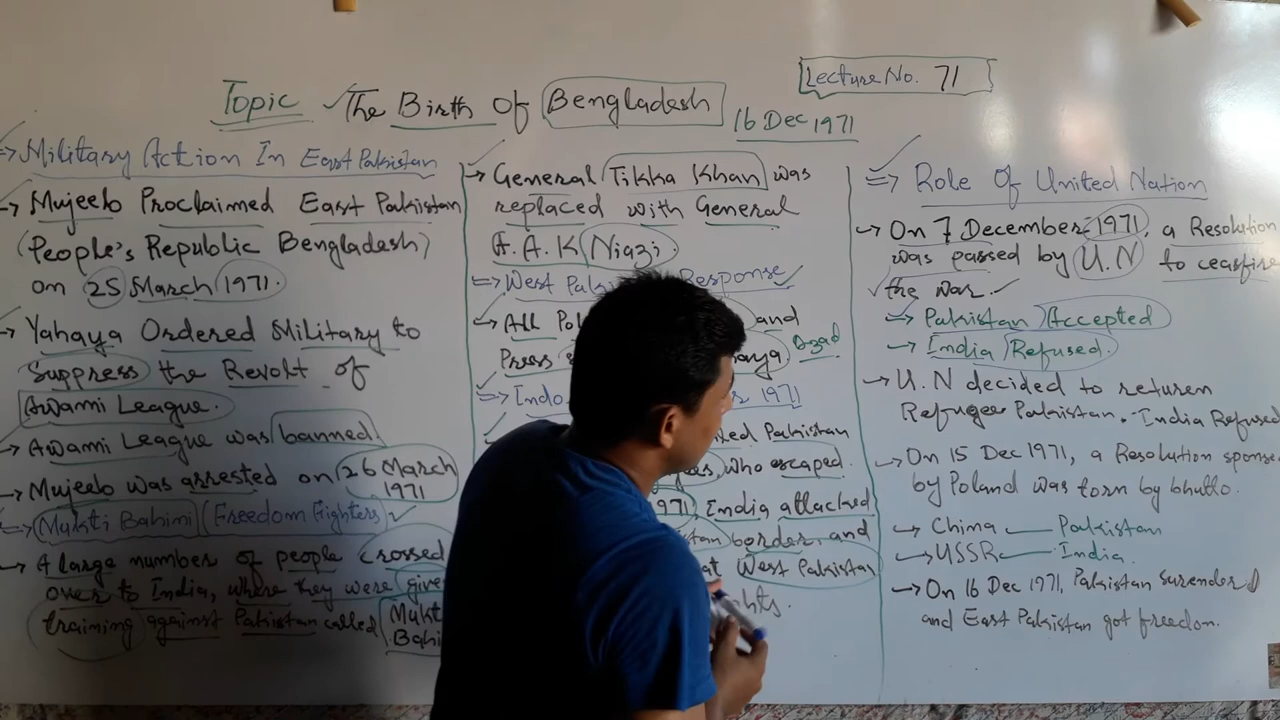 Lecture No. 71
Topic The Birth Of Bengladesh
16 Dec 1971
Military Action In East Pakistan
Mujeeb Proclaimed East Pakistan
(People's Republic Bengladesh)
on 25 March 1971.
Yahaya Ordered Military to
Suppress the Revolt of
Awami League.
Awami League was banned.
Mujeeb was arrested on 26 March
1971
Mukti Bahini (Freedom Fighters)
A large number of people crossed
over to India, where they were given
training against Pakistan called Mukti
Bahi
General Tikka Khan was
replaced with General
A. A. K Niazi
West Response
All and
Press Azad
Indo 1971
Pakistan
who escaped.
1971 India attacked
border, and
at West Pakistan
Role Of United Nation
On 7 December 1971, a Resolution
was passed by U.N to ceasfire
the war.
Pakistan Accepted
India Refused.
U.N decided to returen
Refugee Pakistan. India Refused
On 15 Dec 1971, a Resolution sponse
by Poland was torn by bhutto.
China Pakistan
USSR India
On 16 Dec 1971, Pakistan Surender
and East Pakistan got freedom.